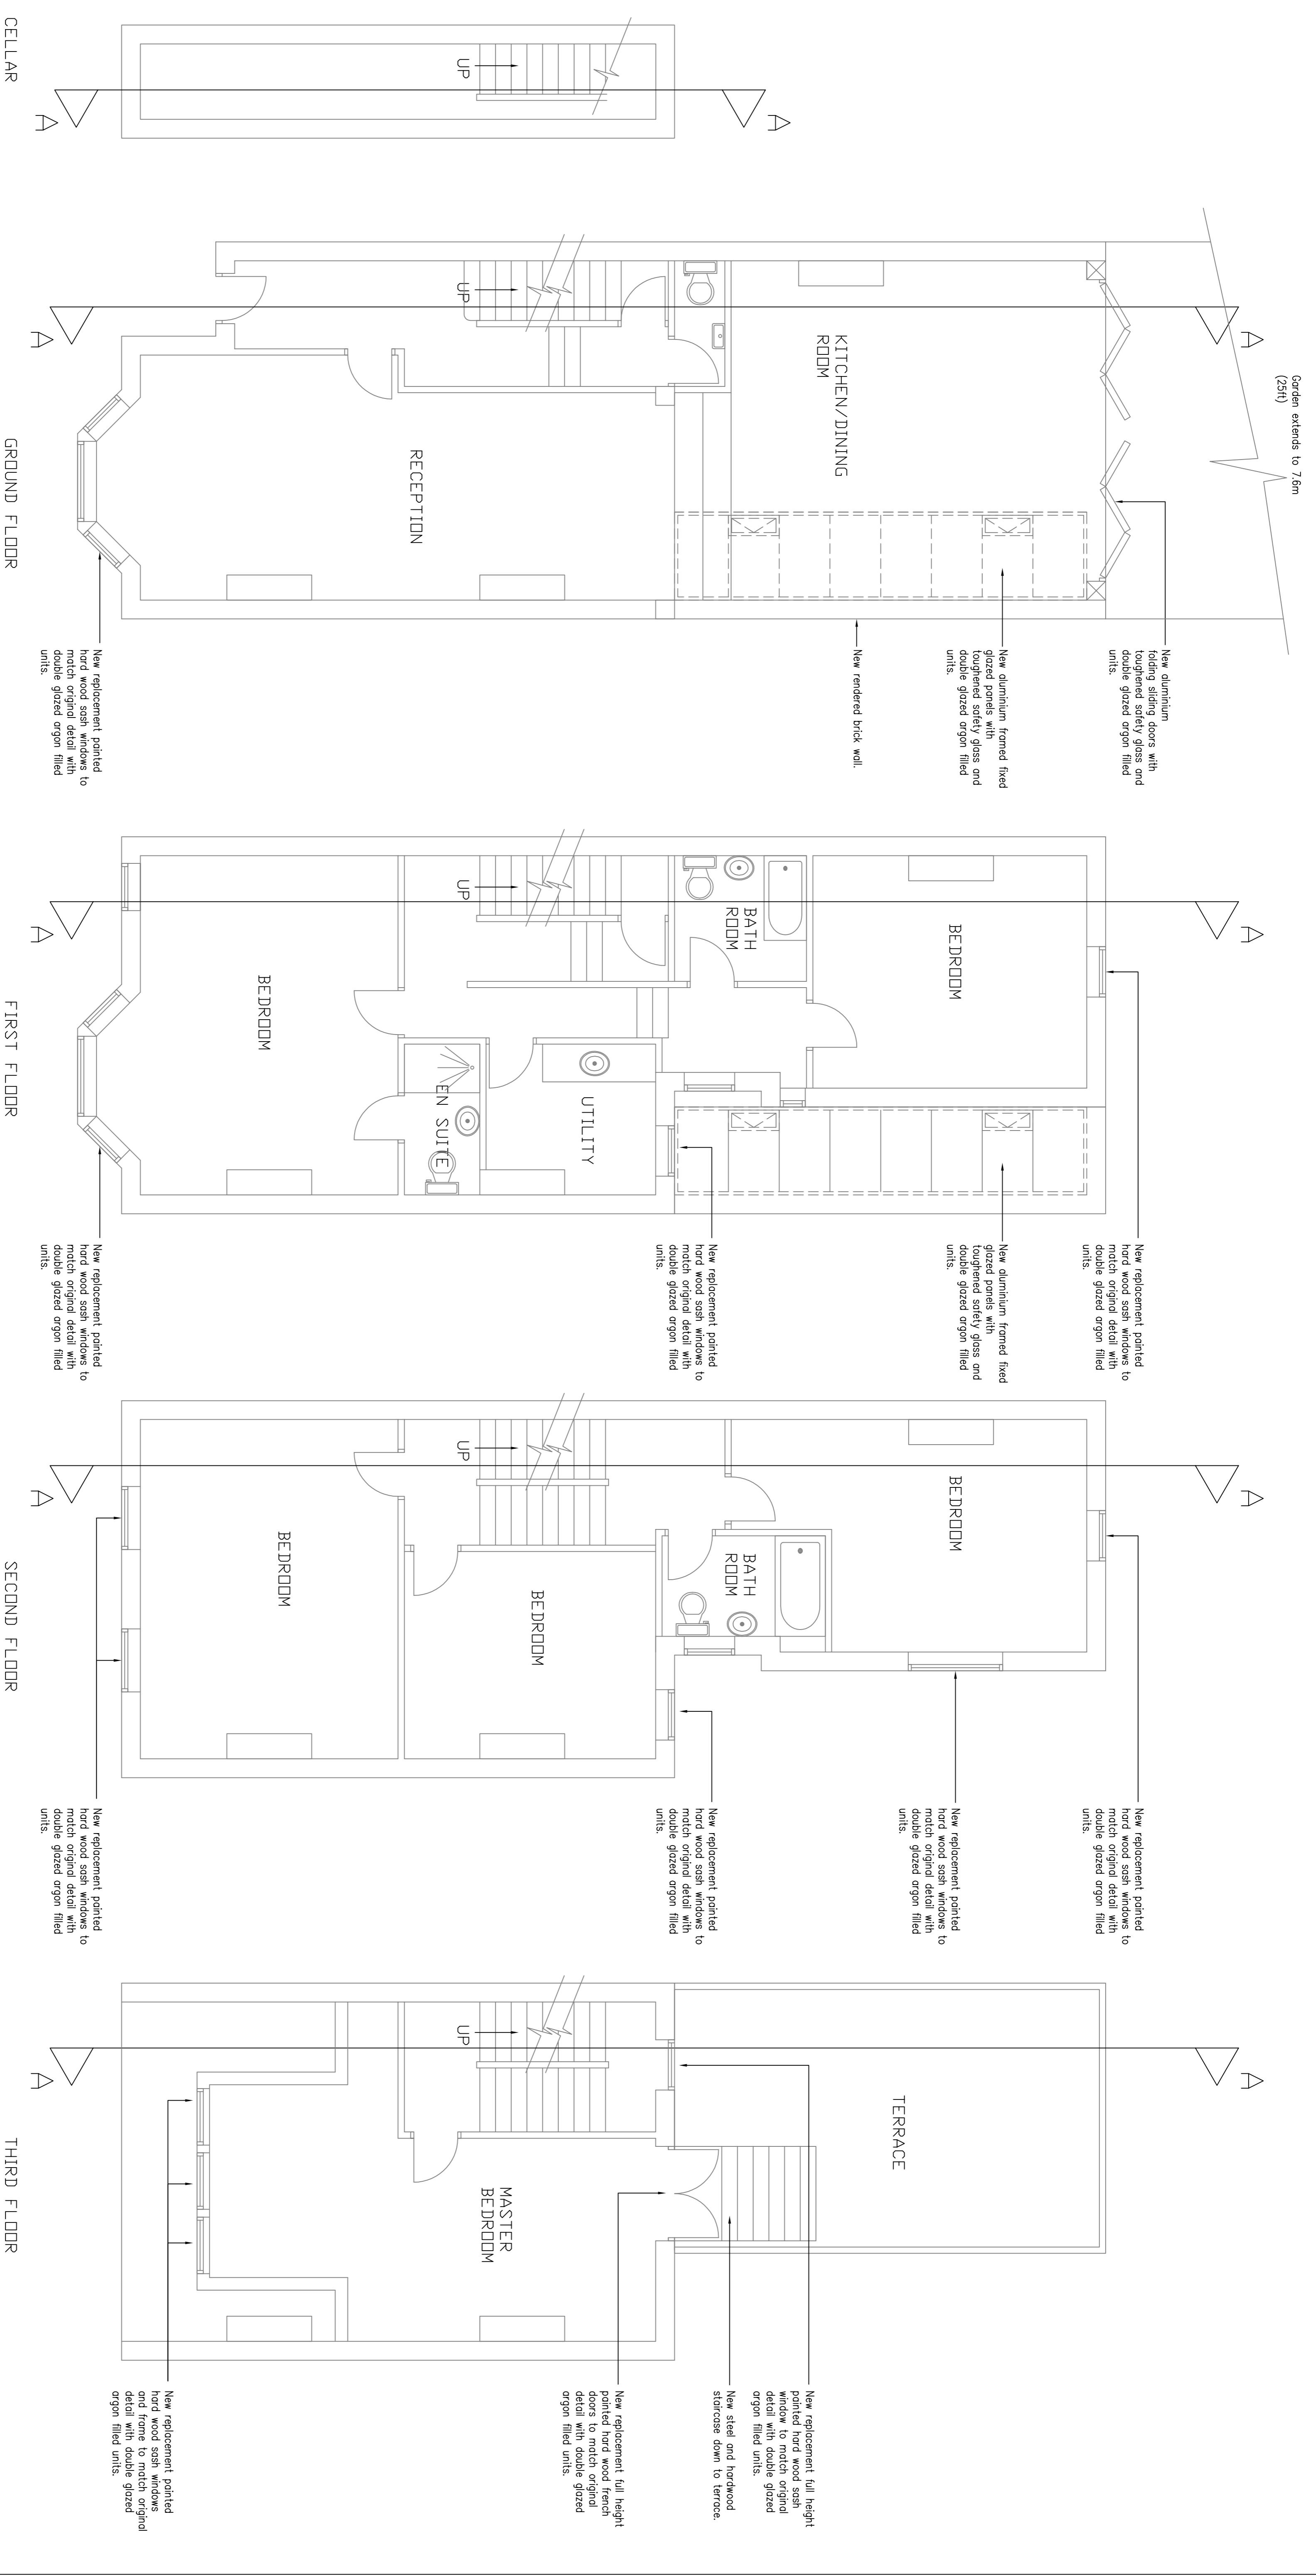 CELLAR
UP
A
A
GROUND FLOOR
Garden extends to 7.6m
(25ft)
KITCHEN/DINING
ROOM
UP
RECEPTION
A
A
New aluminium
folding sliding doors with
toughened safety glass and
double glazed argon filled
units.
New aluminium framed fixed
glazed panels with
toughened safety glass and
double glazed argon filled
units.
New rendered brick wall.
New replacement painted
hard wood sash windows to
match original detail with
double glazed argon filled
units.
FIRST FLOOR
BEDROOM
BATH
ROOM
UP
BEDROOM
UTILITY
EN SUITE
A
A
New replacement painted
hard wood sash windows to
match original detail with
double glazed argon filled
units.
New aluminium framed fixed
glazed panels with
toughened safety glass and
double glazed argon filled
units.
New replacement painted
hard wood sash windows to
match original detail with
double glazed argon filled
units.
New replacement painted
hard wood sash windows to
match original detail with
double glazed argon filled
units.
SECOND FLOOR
BEDROOM
BATH
ROOM
UP
BEDROOM
BEDROOM
A
A
New replacement painted
hard wood sash windows to
match original detail with
double glazed argon filled
units.
New replacement painted
hard wood sash windows to
match original detail with
double glazed argon filled
units.
New replacement painted
hard wood sash windows to
match original detail with
double glazed argon filled
units.
New replacement painted
hard wood sash windows to
match original detail with
double glazed argon filled
units.
THIRD FLOOR
TERRACE
UP
MASTER
BEDROOM
A
A
New replacement full height
painted hard wood sash
window to match original
detail with double glazed
argon filled units.
New steel and hardwood
staircase down to terrace.
New replacement full height
painted hard wood french
doors to match original
detail with double glazed
argon filled units.
New replacement painted
hard wood sash windows
and frame to match original
detail with double glazed
argon filled units.